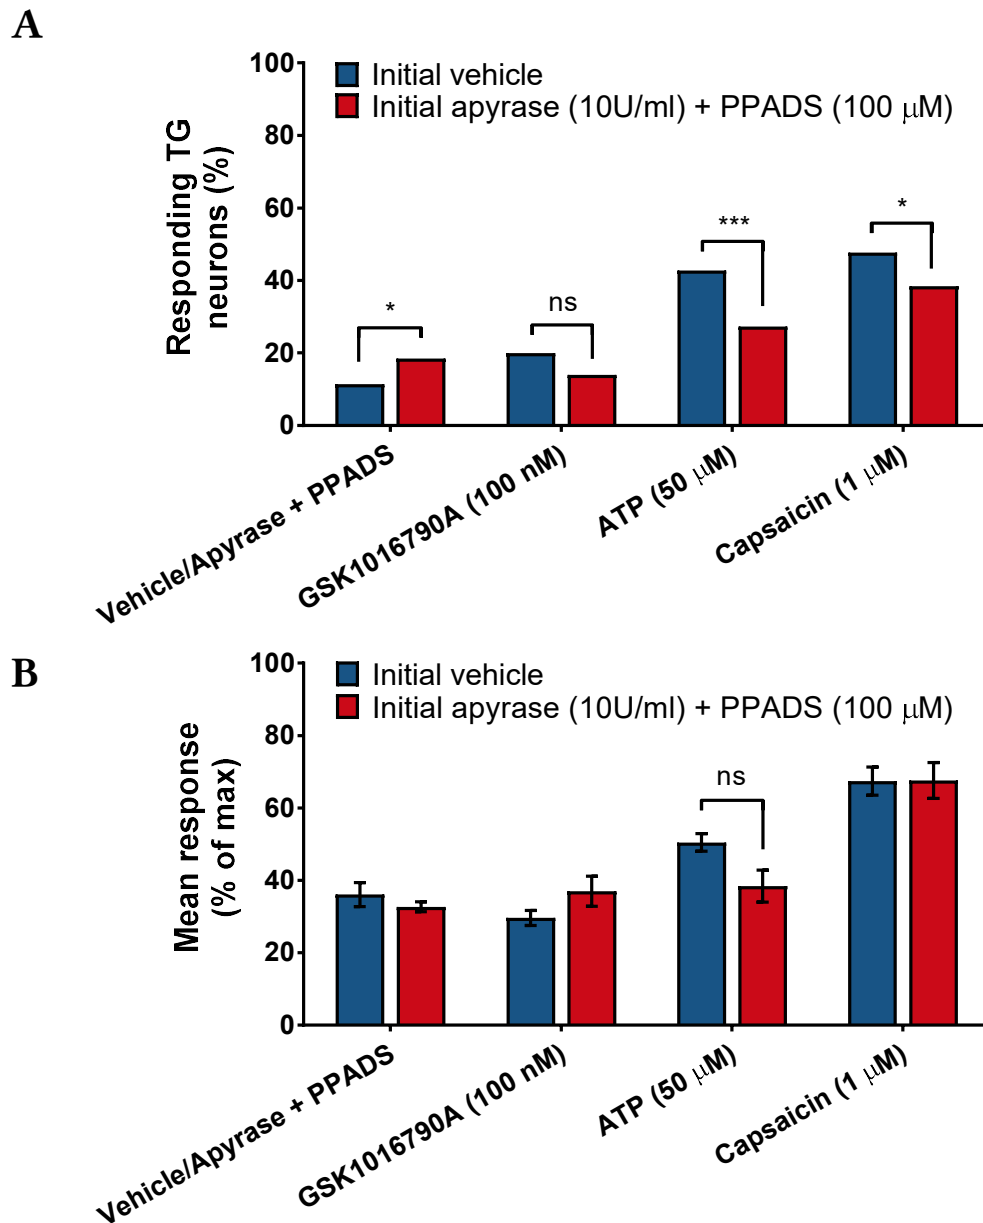 A
Initial vehicle
Initial apyrase (10U/ml) + PPADS (100 μM)
Responding TG
neurons (%)
100
80
60
40
20
0
*
ns
***
*
Vehicle/Apyrase + PPADS
GSK1016790A (100 nM)
ATP (50 μM)
Capsaicin (1 μM)
B
Initial vehicle
Initial apyrase (10U/ml) + PPADS (100 μM)
Mean response
(% of max)
100
80
60
40
20
0
ns
Vehicle/Apyrase + PPADS
GSK1016790A (100 nM)
ATP (50 μM)
Capsaicin (1 μM)